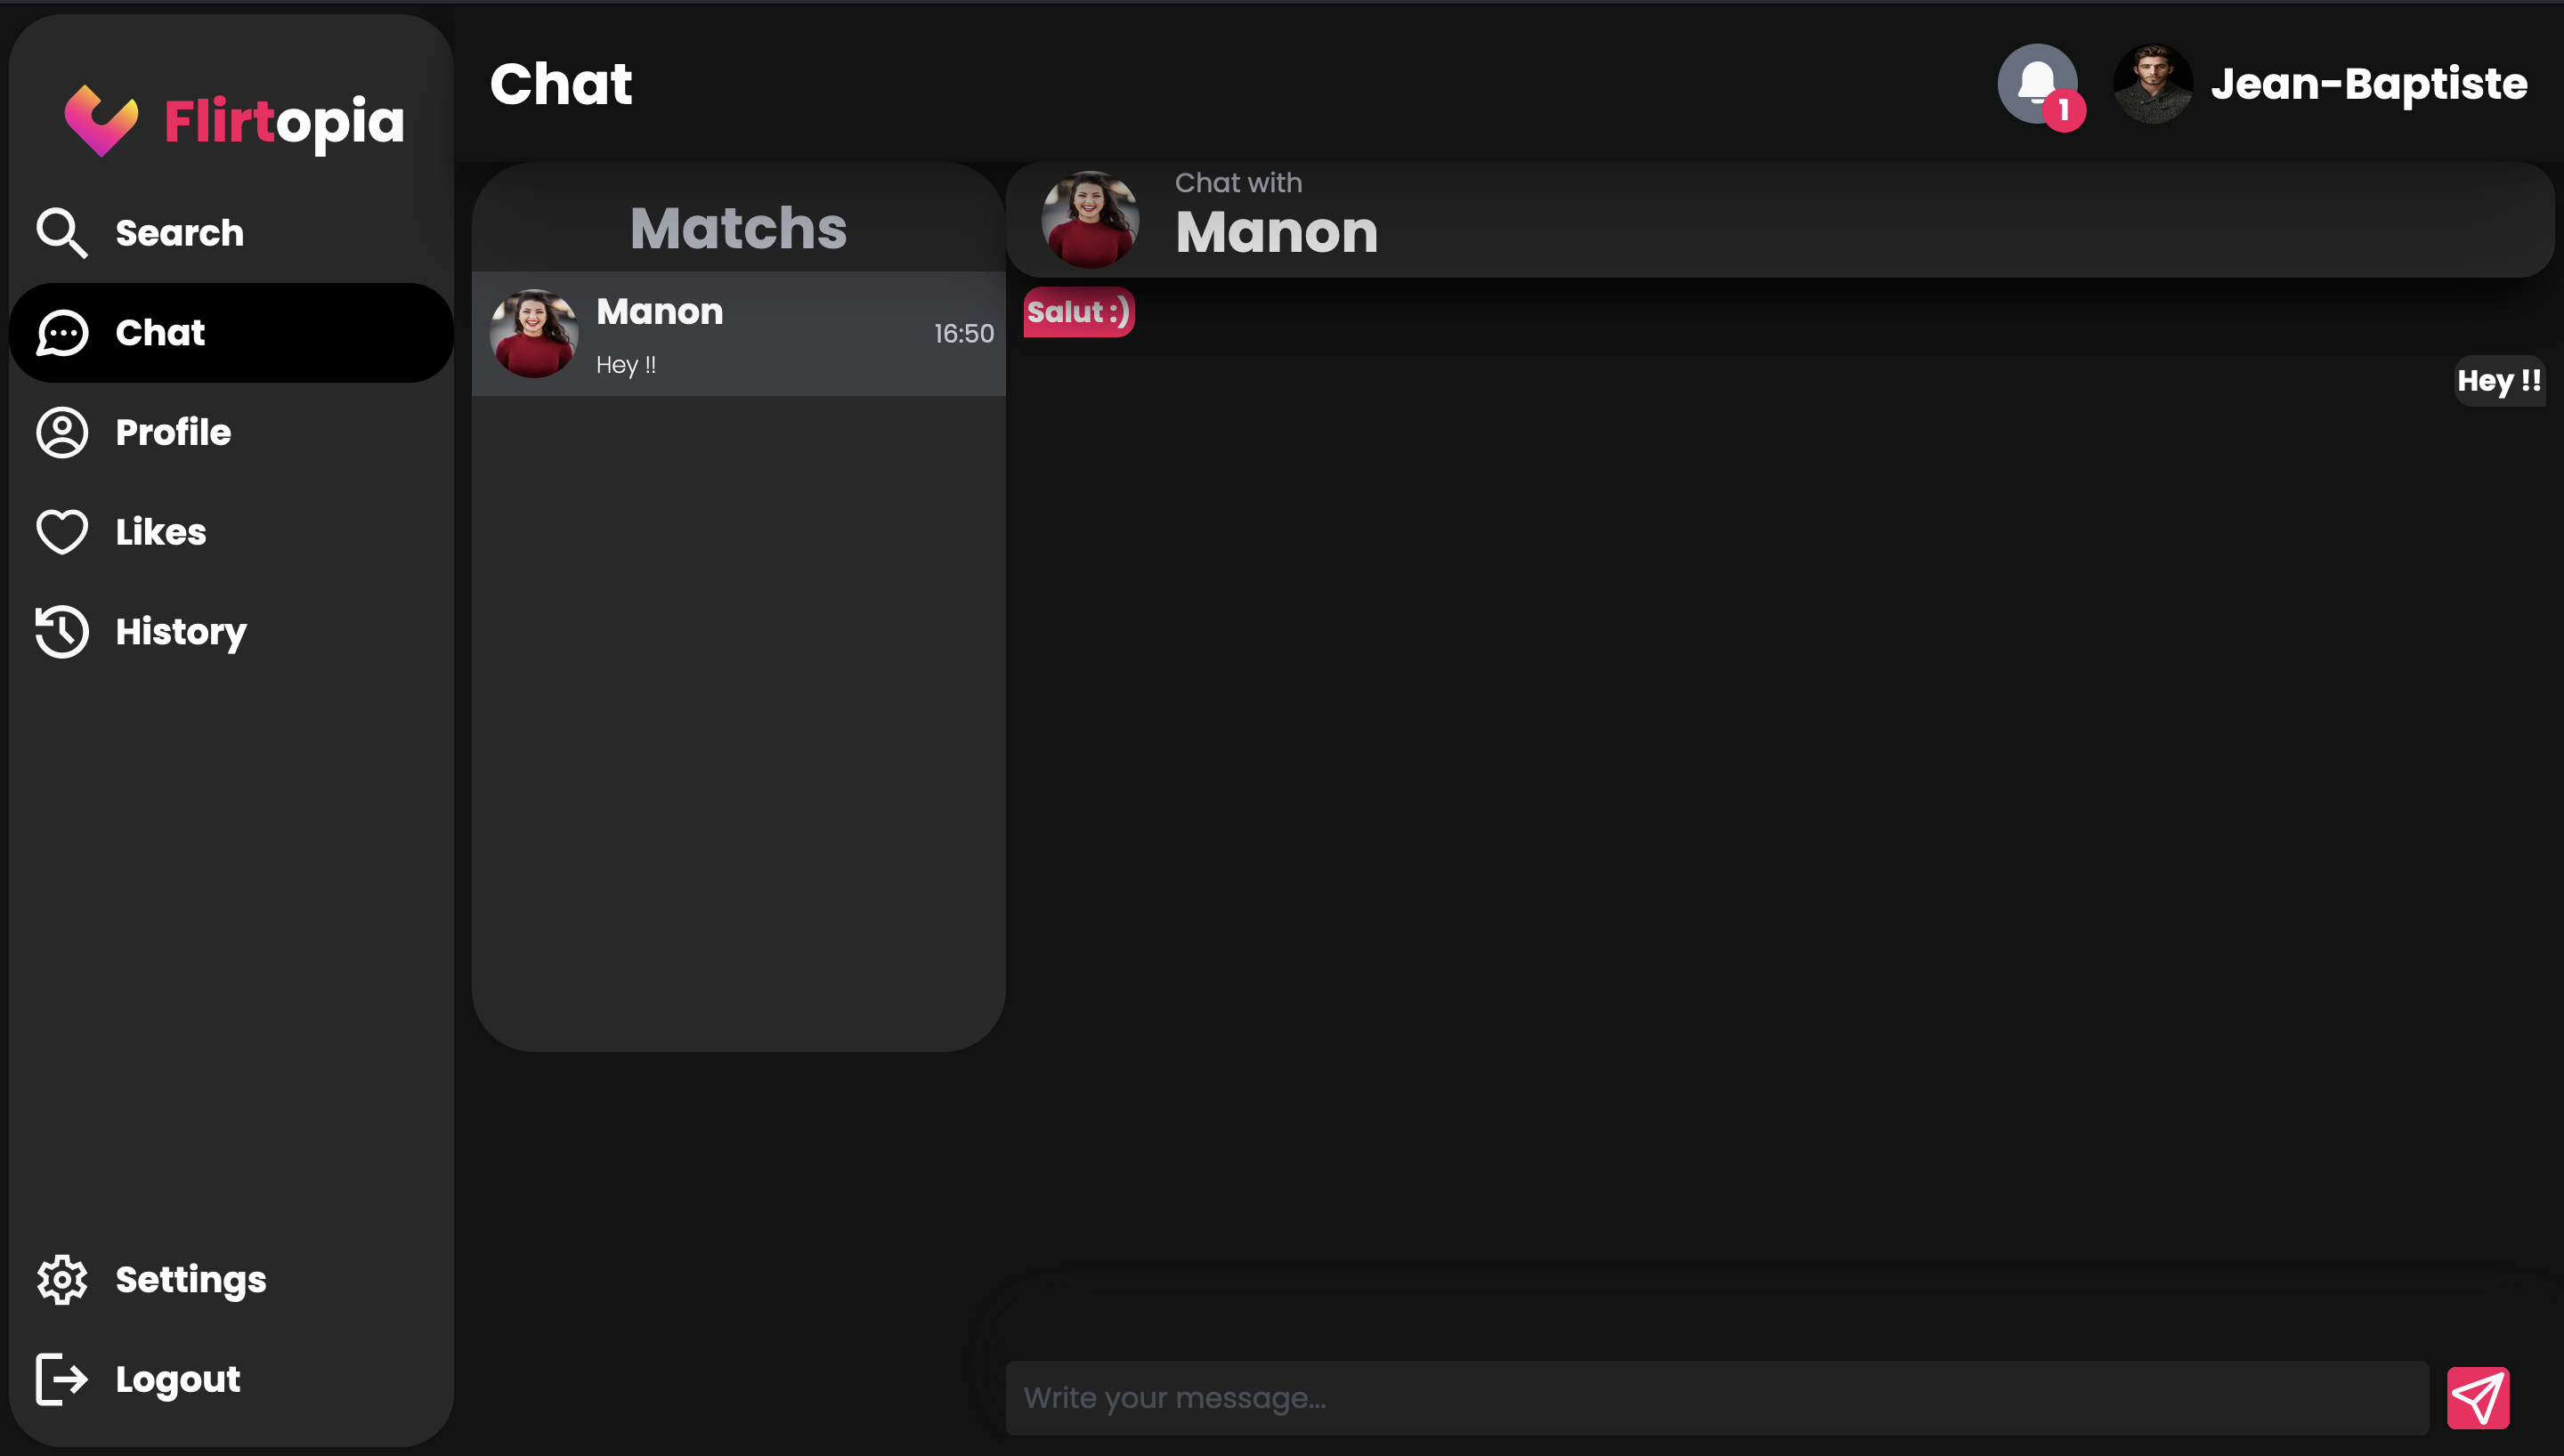 Flirtopia
Search
Chat
Profile
Likes
History
Settings
Logout
Chat
1
Jean-Baptiste
Matchs
Manon
16:50
Hey !!
Chat with
Manon
Salut :)
Hey !!
Write your message...